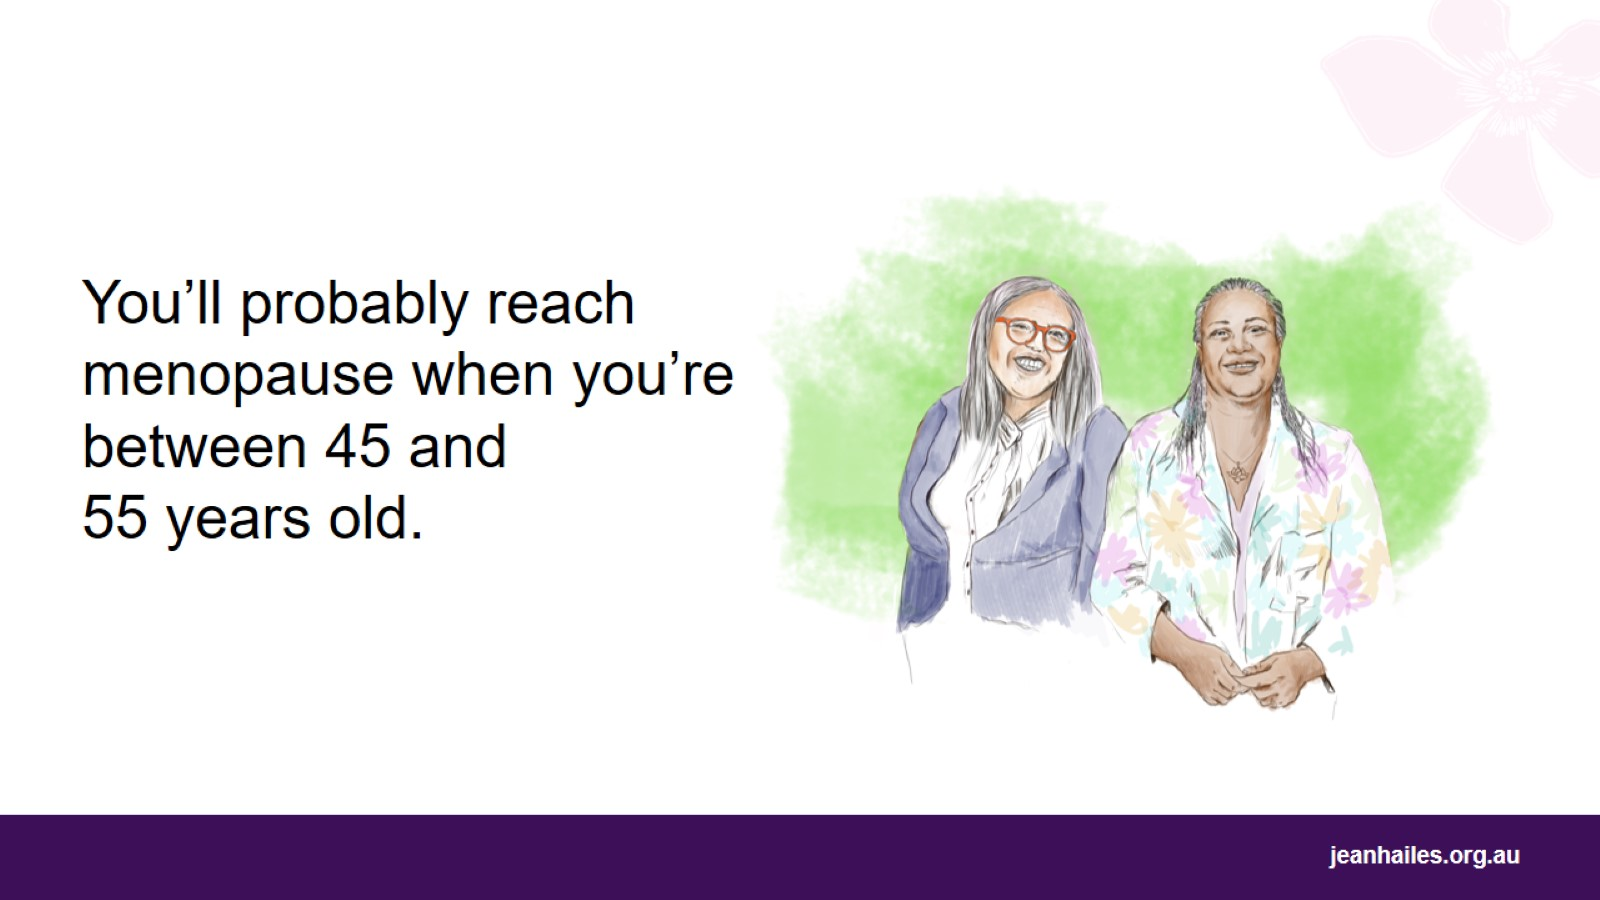 You’ll probably reach
menopause when you’re
between 45 and
55 years old.
jeanhailes.org.au